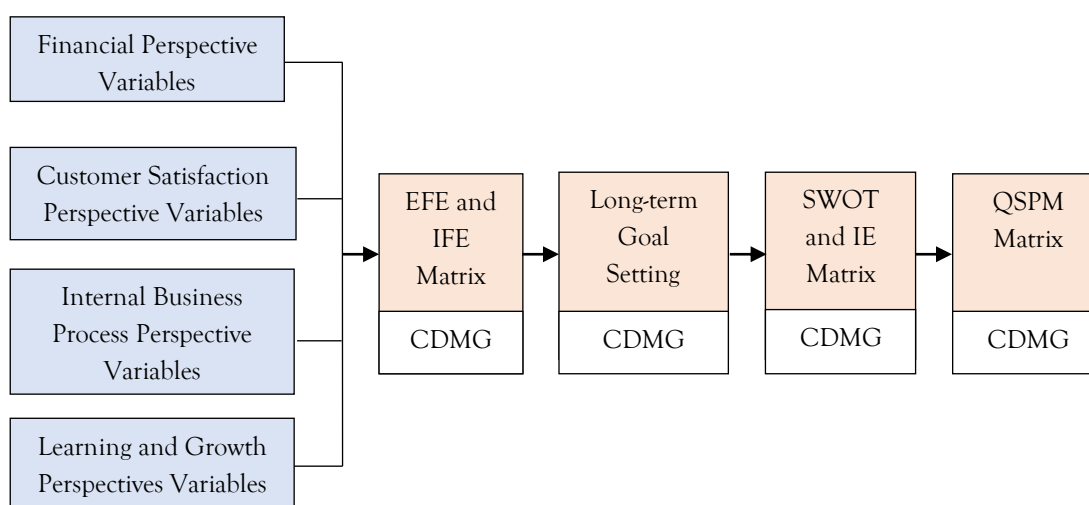 Financial Perspective
Variables
Customer Satisfaction
Perspective Variables
Internal Business
Process Perspective
Variables
Learning and Growth
Perspectives Variables
EFE and
IFE
Matrix
CDMG
Long-term
Goal
Setting
CDMG
SWOT
and IE
Matrix
CDMG
QSPM
Matrix
CDMG